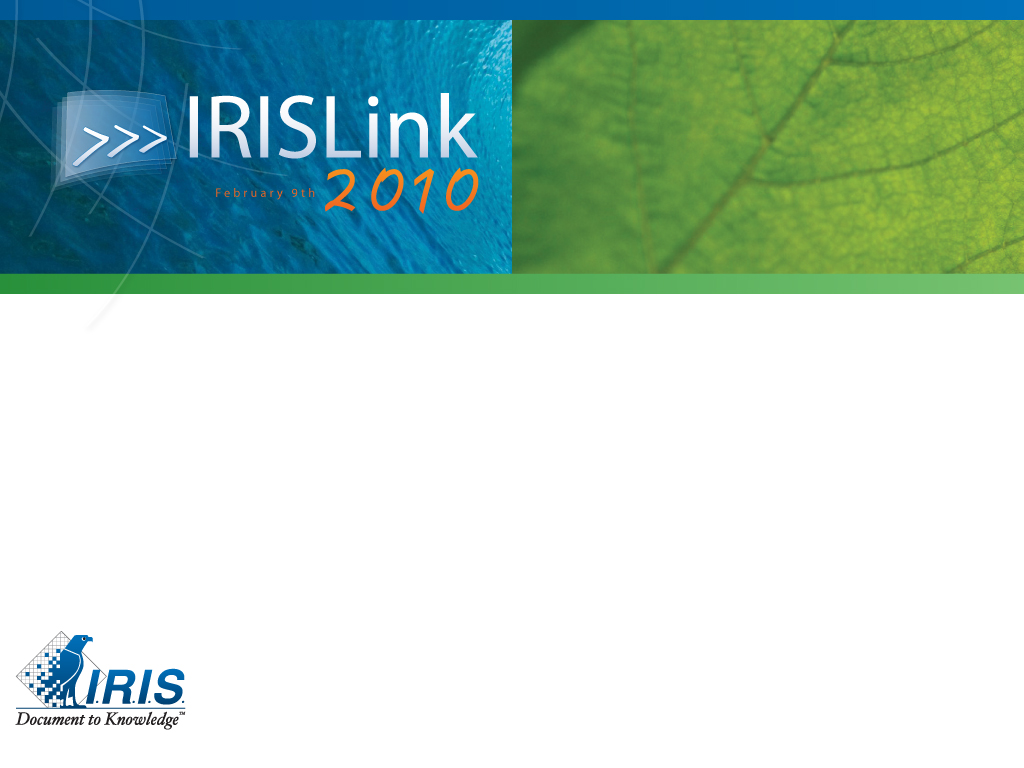 >>> IRISLink
February 9th 2010
I.R.I.S.
Document to Knowledge™